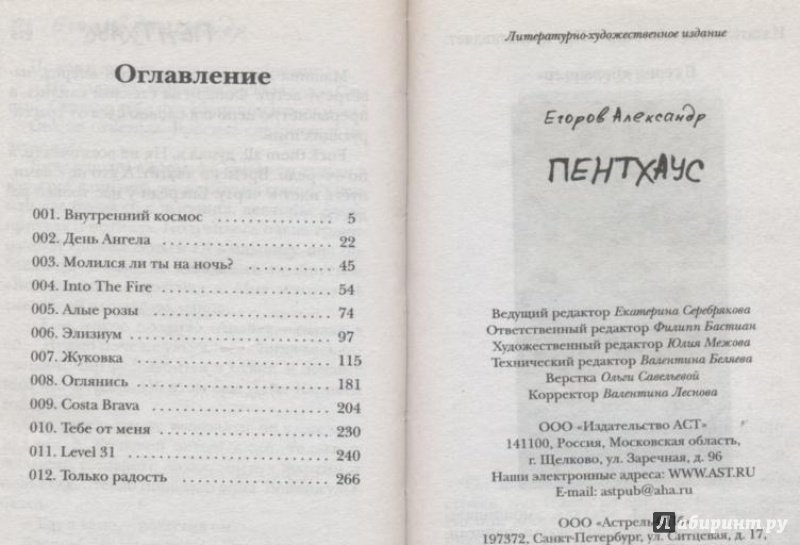 Оглавление
001. Внутренний космос 5
002. День Ангела 22
003. Молился ли ты на ночь? 45
004. Into The Fire 54
005. Алые розы 74
006. Элизиум 97
007. Жуковка 115
008. Оглянись 181
009. Costa Brava 204
010. Тебе от меня 230
011. Level 31 240
012. Только радость 266
Литературно-художественное издание
Егоров Александр
ПЕНТХАУС
Ведущий редактор Екатерина Серебрякова
Ответственный редактор Филипп Бастиан
Художественный редактор Юлия Межова
Технический редактор Валентина Беляева
Верстка Ольги Савельевой
Корректор Валентина Леснова
ООО «Издательство АСТ»
141100, Россия, Московская область,
г. Щелково, ул. Заречная, д. 96
Наши электронные адреса: WWW.AST.RU
E-mail: astpub@aha.ru
ООО «Астрель
197372, Санкт-Петербург, ул. Ситцевая, д. 17,
Лабиринт.ру